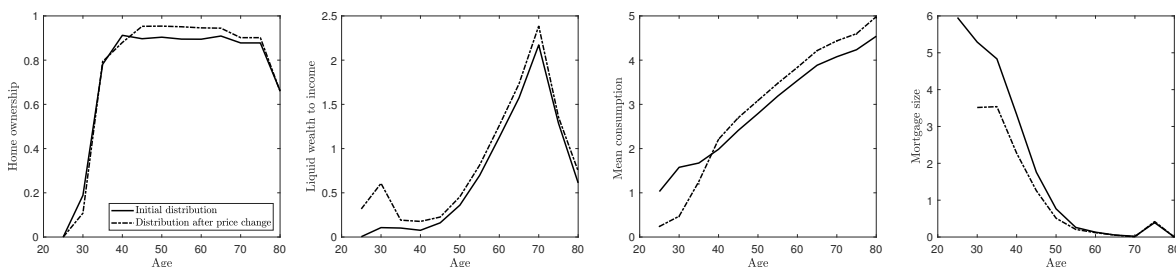 Home ownership
1
0.8
0.6
0.4
0.2
0
20 30 40 50 60 70 80
Age
Initial distribution
Distribution after price change
Liquid wealth to income
2.5
2
1.5
1
0.5
0
20 30 40 50 60 70 80
Age
Mean consumption
5
4
3
2
1
0
20 30 40 50 60 70 80
Age
Mortgage size
6
5
4
3
2
1
0
20 30 40 50 60 70 80
Age